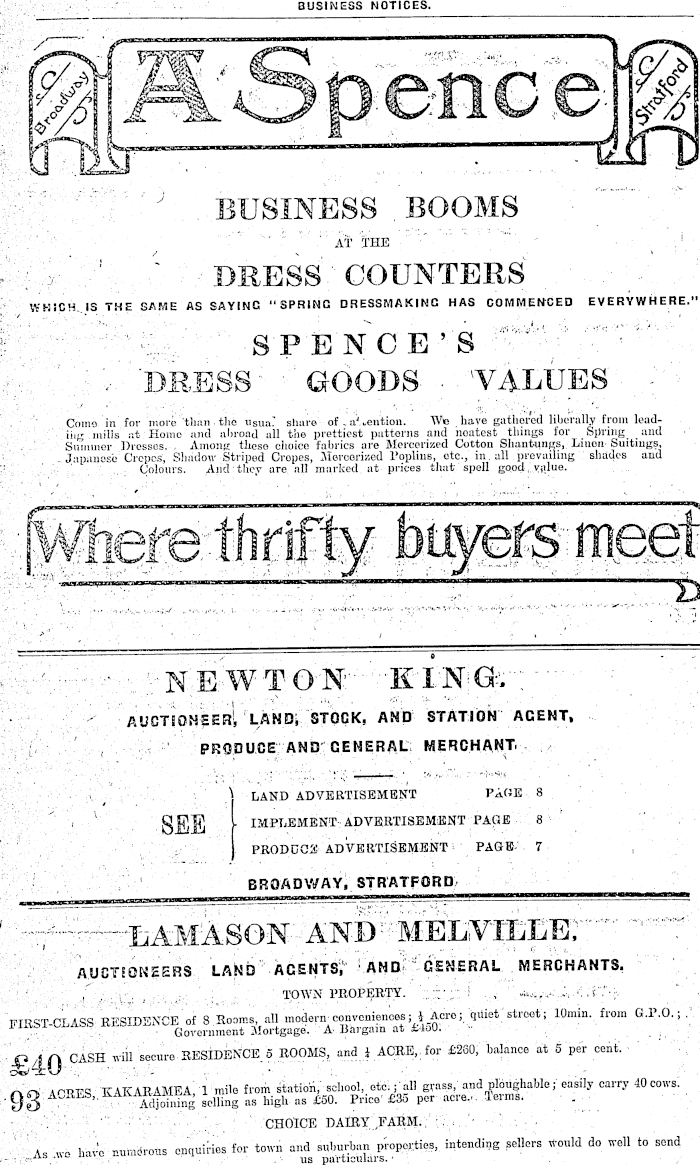 BUSINESS NOTICES.
Broadway
A Spence
Stratford
BUSINESS BOOMS
AT THE
DRESS COUNTERS
WHICH IS THE SAME AS SAYING "SPRING DRESSMAKING HAS COMMENCED EVERYWHERE."
SPENCE'S
DRESS GOODS VALUES
Come in for more than the usual share of attention. We have gathered liberally from lead-
ing mills at Home and abroad all the prettiest patterns and neatest things for Spring and
Summer Dresses. Among these choice fabrics are Mercerized Cotton Shantungs, Linen Suitings,
Japanese Crepes, Shadow Striped Crepes, Mercerized Poplins, etc., in all prevailing shades and
Colours. And they are all marked at prices that spell good value.
Where thrifty buyers meet
NEWTON KING.
AUCTIONEER, LAND, STOCK, AND STATION AGENT,
PRODUCE AND GENERAL MERCHANT.
SEE
LAND ADVERTISEMENT PAGE 8
IMPLEMENT ADVERTISEMENT PAGE 8
PRODUCE ADVERTISEMENT PAGE 7
BROADWAY, STRATFORD.
LAMASON AND MELVILLE,
AUCTIONEERS LAND AGENTS, AND GENERAL MERCHANTS.
TOWN PROPERTY.
FIRST-CLASS RESIDENCE of 8 Rooms, all modern conveniences; Acre; quiet street; 10min. from G.P.O.;
Government Mortgage. A Bargain at £450.
£40 CASH will secure RESIDENCE 5 ROOMS, and ACRE, for £260, balance at 5 per cent.
93 ACRES, KAKARAMEA, 1 mile from station, school, etc.; all grass, and ploughable; easily carry 40 cows.
Adjoining selling as high as £50. Price £35 per acre. Terms.
CHOICE DAIRY FARM.
As we have numerous enquiries for town and suburban properties, intending sellers would do well to send
us particulars.